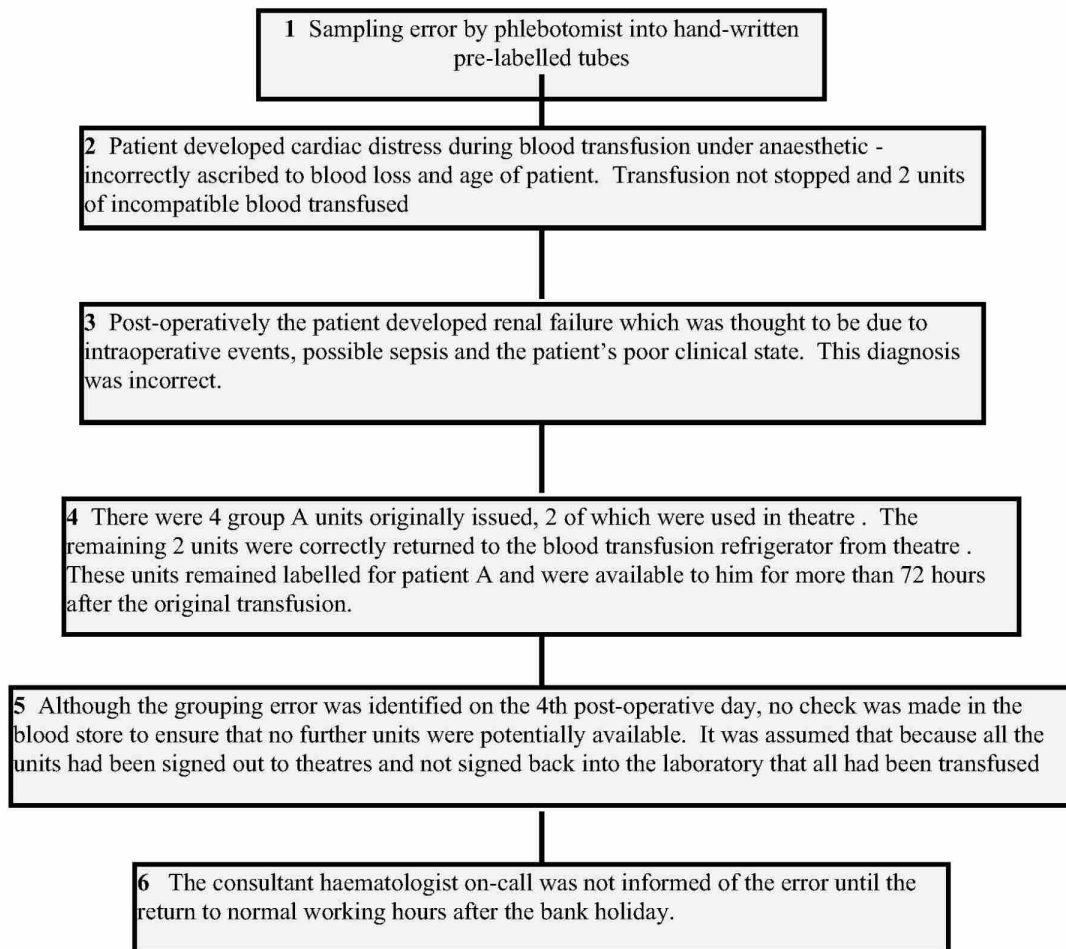 1 Sampling error by phlebotomist into hand-written
pre-labelled tubes
2 Patient developed cardiac distress during blood transfusion under anaesthetic -
incorrectly ascribed to blood loss and age of patient. Transfusion not stopped and 2 units
of incompatible blood transfused
3 Post-operatively the patient developed renal failure which was thought to be due to
intraoperative events, possible sepsis and the patient’s poor clinical state. This diagnosis
was incorrect.
4 There were 4 group A units originally issued, 2 of which were used in theatre . The
remaining 2 units were correctly returned to the blood transfusion refrigerator from theatre .
These units remained labelled for patient A and were available to him for more than 72 hours
after the original transfusion.
5 Although the grouping error was identified on the 4th post-operative day, no check was made in the
blood store to ensure that no further units were potentially available. It was assumed that because all the
units had been signed out to theatres and not signed back into the laboratory that all had been transfused
6 The consultant haematologist on-call was not informed of the error until the
return to normal working hours after the bank holiday.